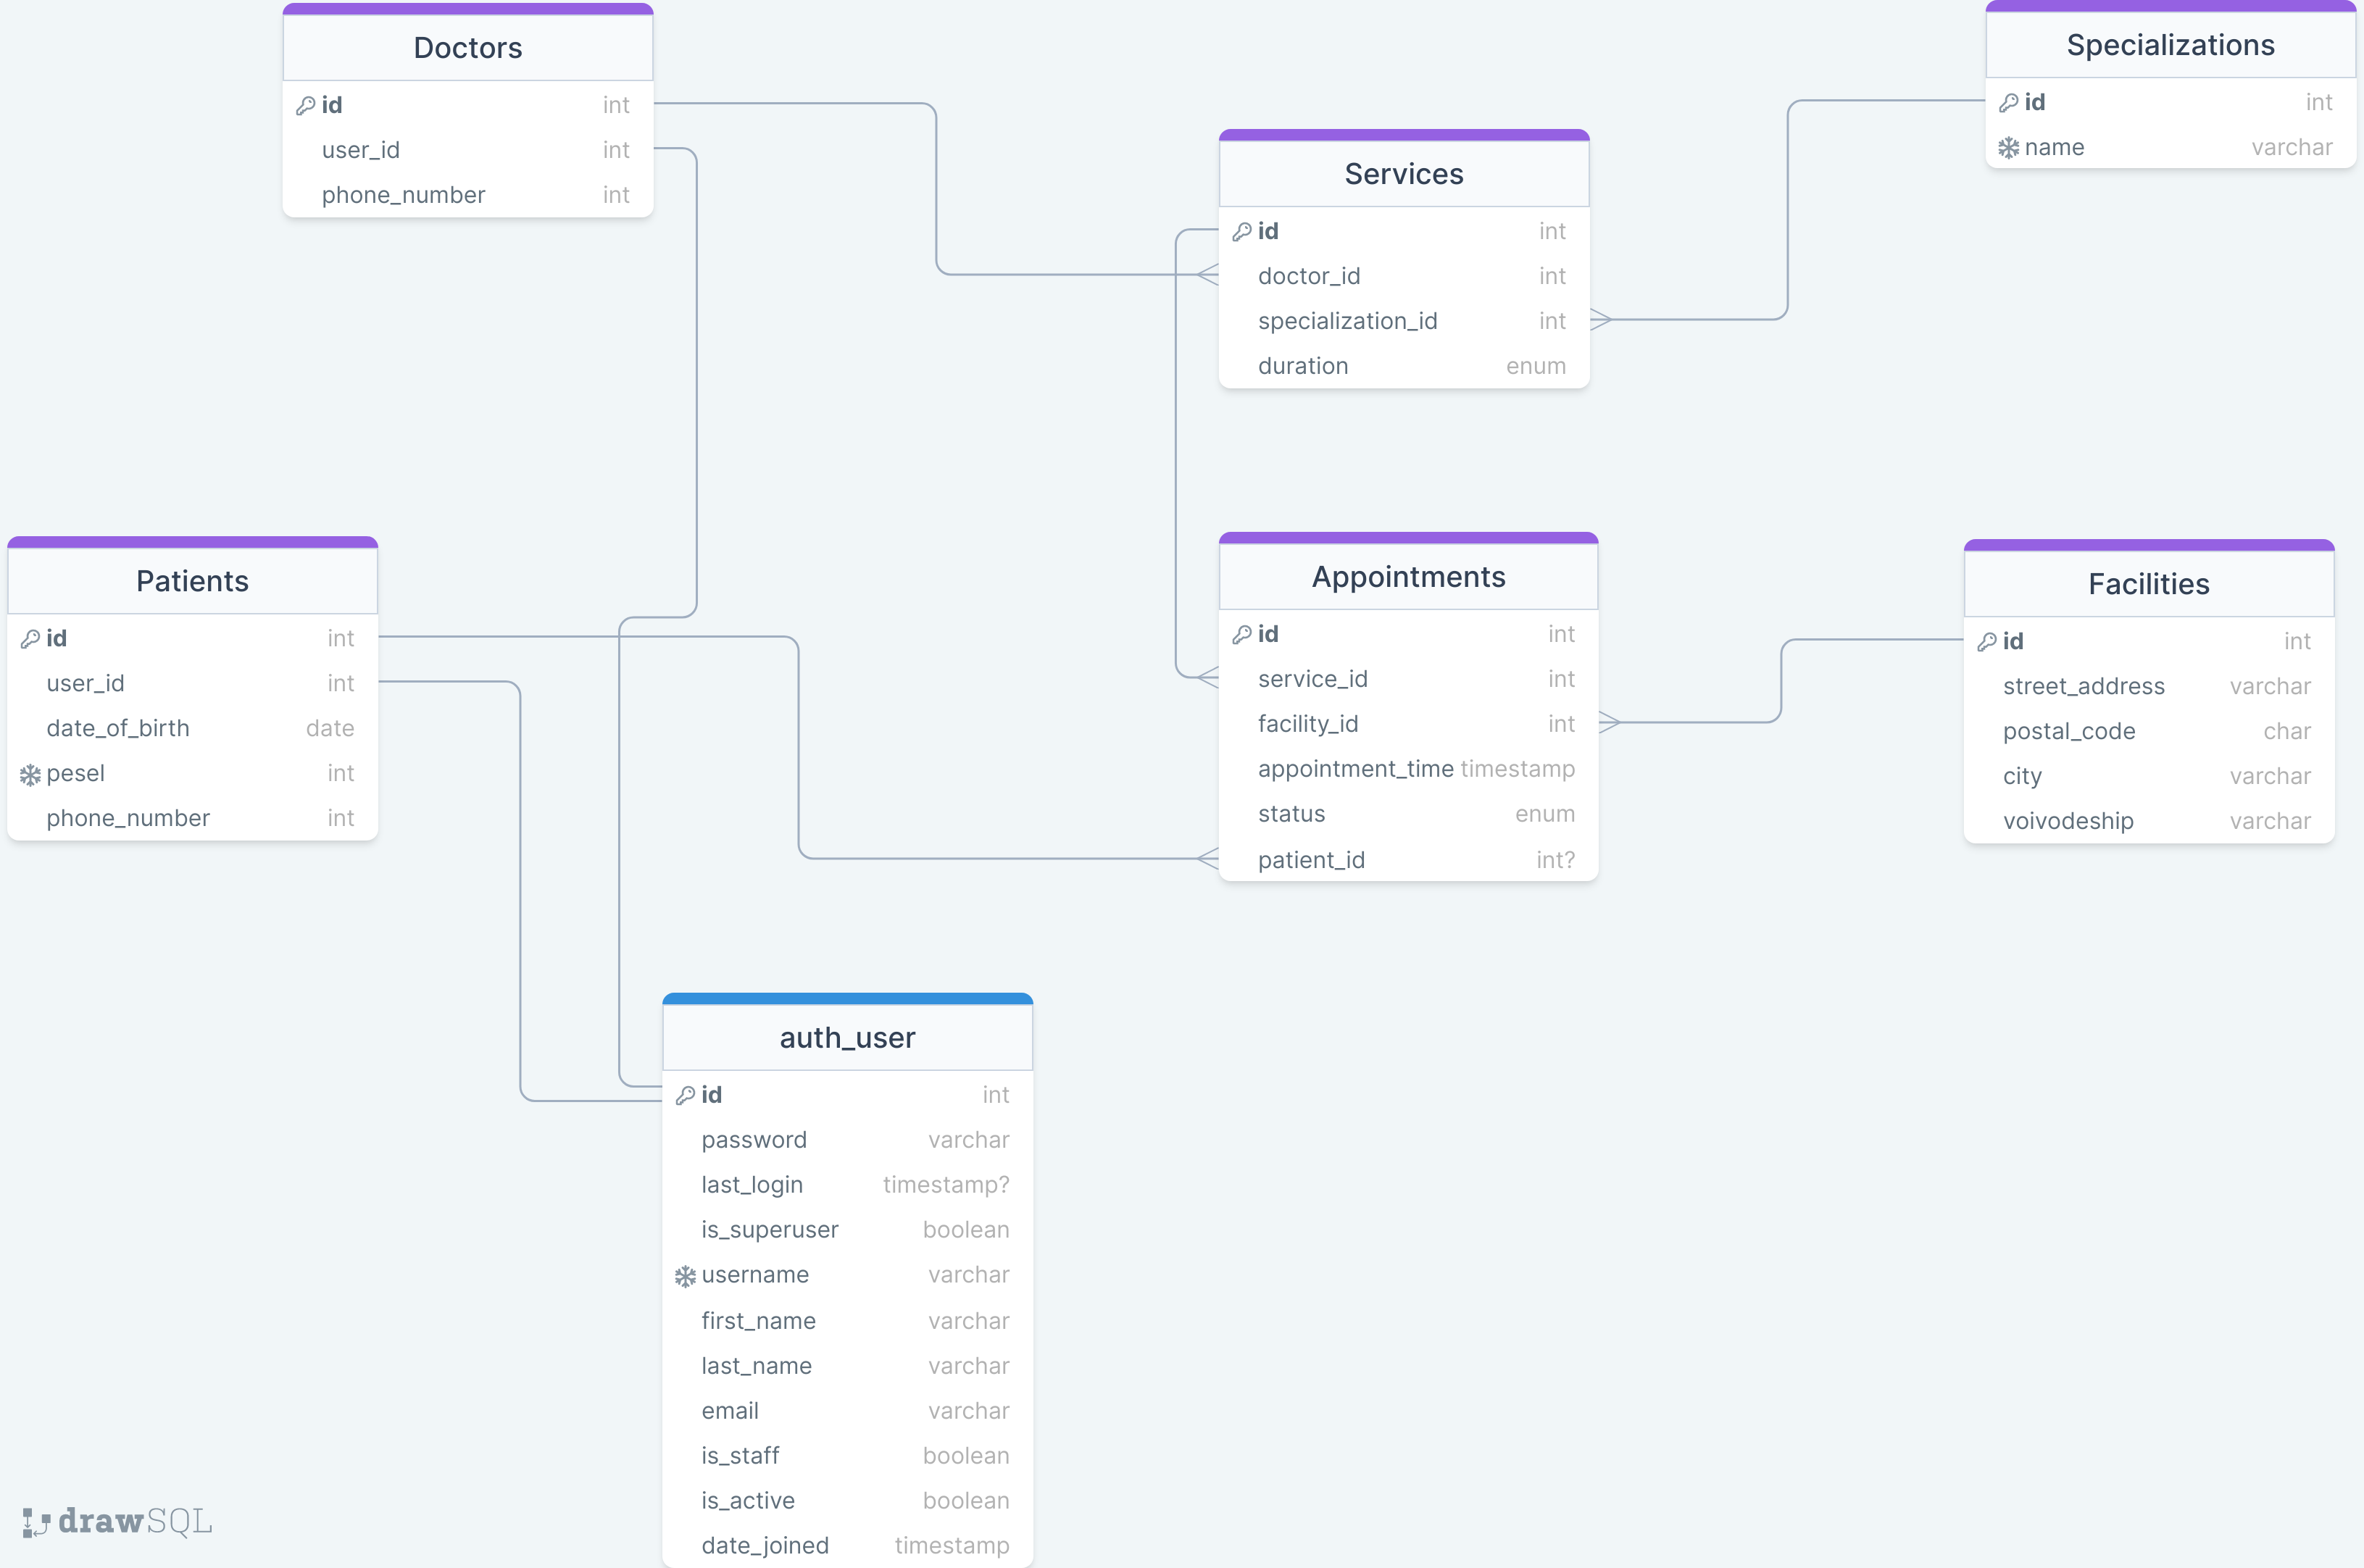 Doctors
id int
user_id int
phone_number int
Specializations
id int
name varchar
Services
id int
doctor_id int
specialization_id int
duration enum
Patients
id int
user_id int
date_of_birth date
pesel int
phone_number int
Appointments
id int
service_id int
facility_id int
appointment_time timestamp
status enum
patient_id int?
Facilities
id int
street_address varchar
postal_code char
city varchar
voivodeship varchar
auth_user
id int
password varchar
last_login timestamp?
is_superuser boolean
username varchar
first_name varchar
last_name varchar
email varchar
is_staff boolean
is_active boolean
date_joined timestamp
drawSQL